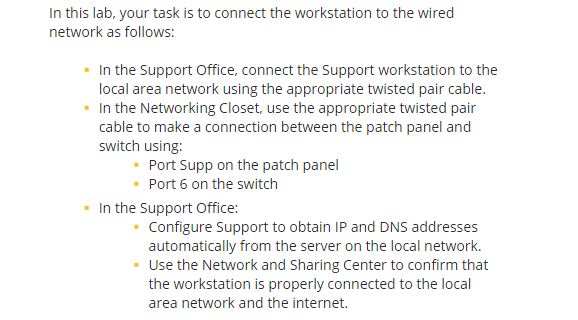 In this lab, your task is to connect the workstation to the wired
network as follows:
▪ In the Support Office, connect the Support workstation to the
local area network using the appropriate twisted pair cable.
▪ In the Networking Closet, use the appropriate twisted pair
cable to make a connection between the patch panel and
switch using:
▪ Port Supp on the patch panel
▪ Port 6 on the switch
▪ In the Support Office:
▪ Configure Support to obtain IP and DNS addresses
automatically from the server on the local network.
▪ Use the Network and Sharing Center to confirm that
the workstation is properly connected to the local
area network and the internet.